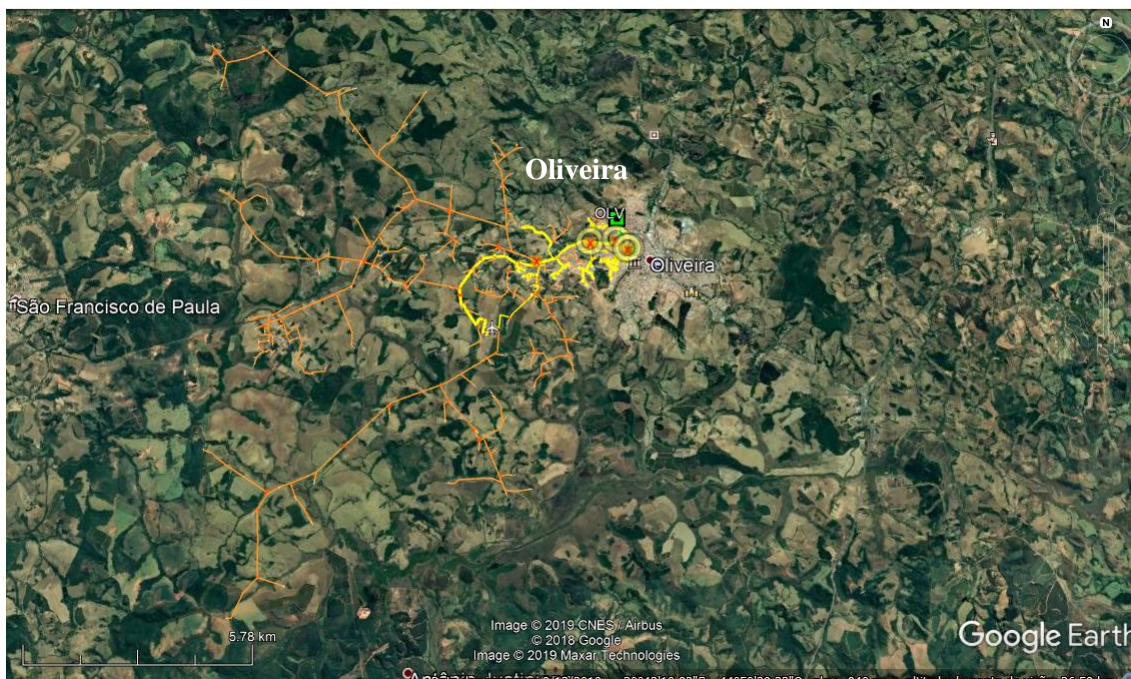 N
Oliveira
OLV
Oliveira
São Francisco de Paula
5.78 km
Image © 2019 CNES / Airbus
© 2018 Google
Image © 2019 Maxar Technologies
Google Earth